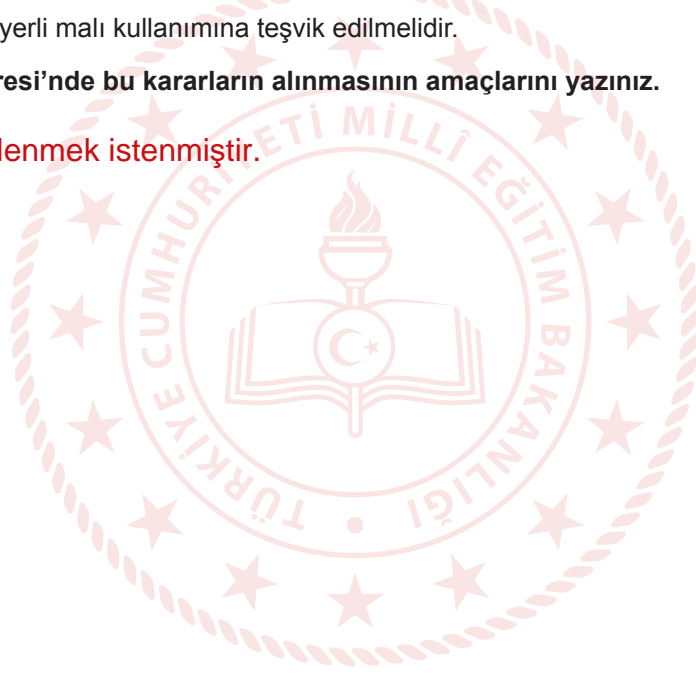 yerli malı kullanımına teşvik edilmelidir.
resi’nde bu kararların alınmasının amaçlarını yazınız.
lenmek istenmiştir.
TÜRKİYE CUMHURİYETİ MİLLÎ EĞİTİM BAKANLIĞI